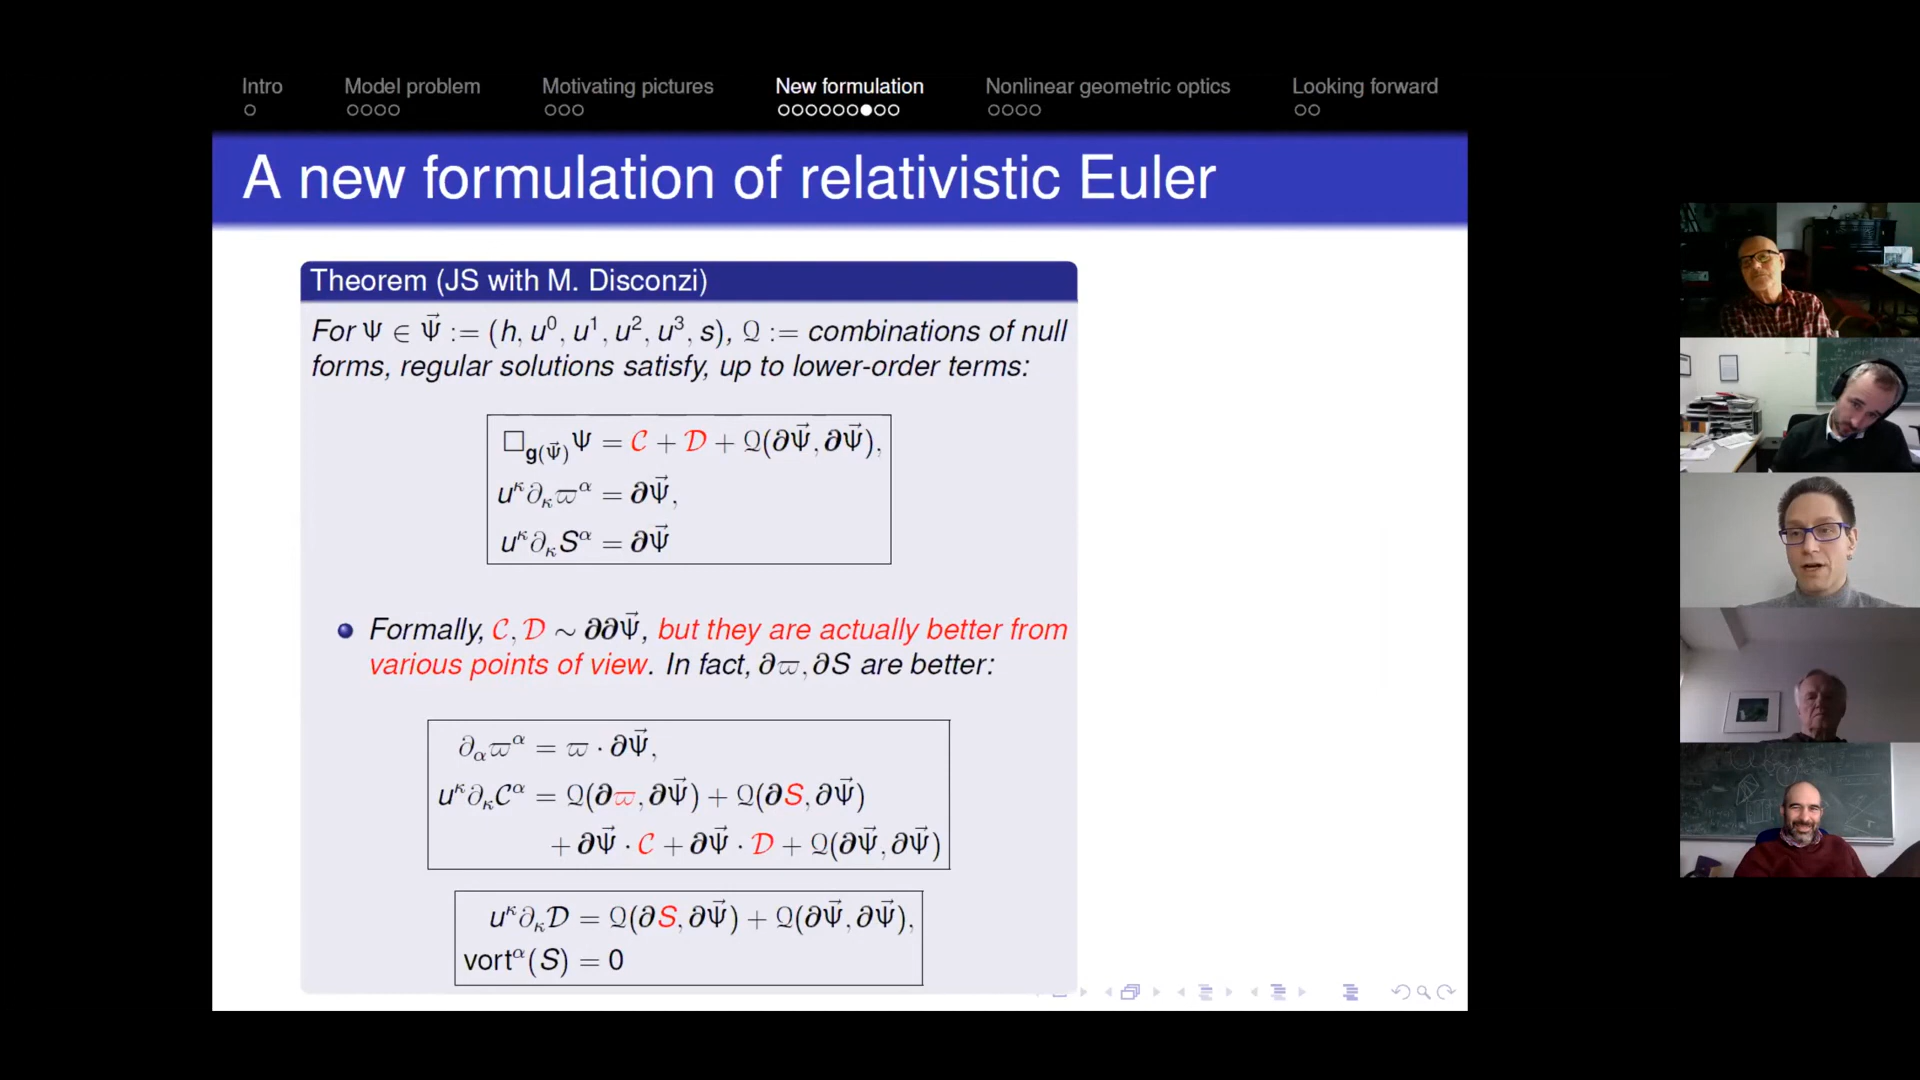 Intro Model problem Motivating pictures New formulation Nonlinear geometric optics Looking forward
A new formulation of relativistic Euler
Theorem (JS with M. Disconzi)
For Ψ ∈ Ψ⃗ := (h, u⁰, u¹, u², u³, s), 𝒬 := combinations of null
forms, regular solutions satisfy, up to lower-order terms:
□_{g(Ψ⃗)}Ψ = 𝒞 + 𝒟 + 𝒬(∂Ψ⃗, ∂Ψ⃗),
u^κ∂_κϖ^α = ∂Ψ⃗,
u^κ∂_κS^α = ∂Ψ⃗
Formally, 𝒞, 𝒟 ∼ ∂∂Ψ⃗, but they are actually better from
various points of view. In fact, ∂ϖ, ∂S are better:
∂_αϖ^α = ϖ · ∂Ψ⃗,
u^κ∂_κ𝒞^α = 𝒬(∂ϖ, ∂Ψ⃗) + 𝒬(∂S, ∂Ψ⃗)
+ ∂Ψ⃗ · 𝒞 + ∂Ψ⃗ · 𝒟 + 𝒬(∂Ψ⃗, ∂Ψ⃗)
u^κ∂_κ𝒟 = 𝒬(∂S, ∂Ψ⃗) + 𝒬(∂Ψ⃗, ∂Ψ⃗),
vort^α(S) = 0